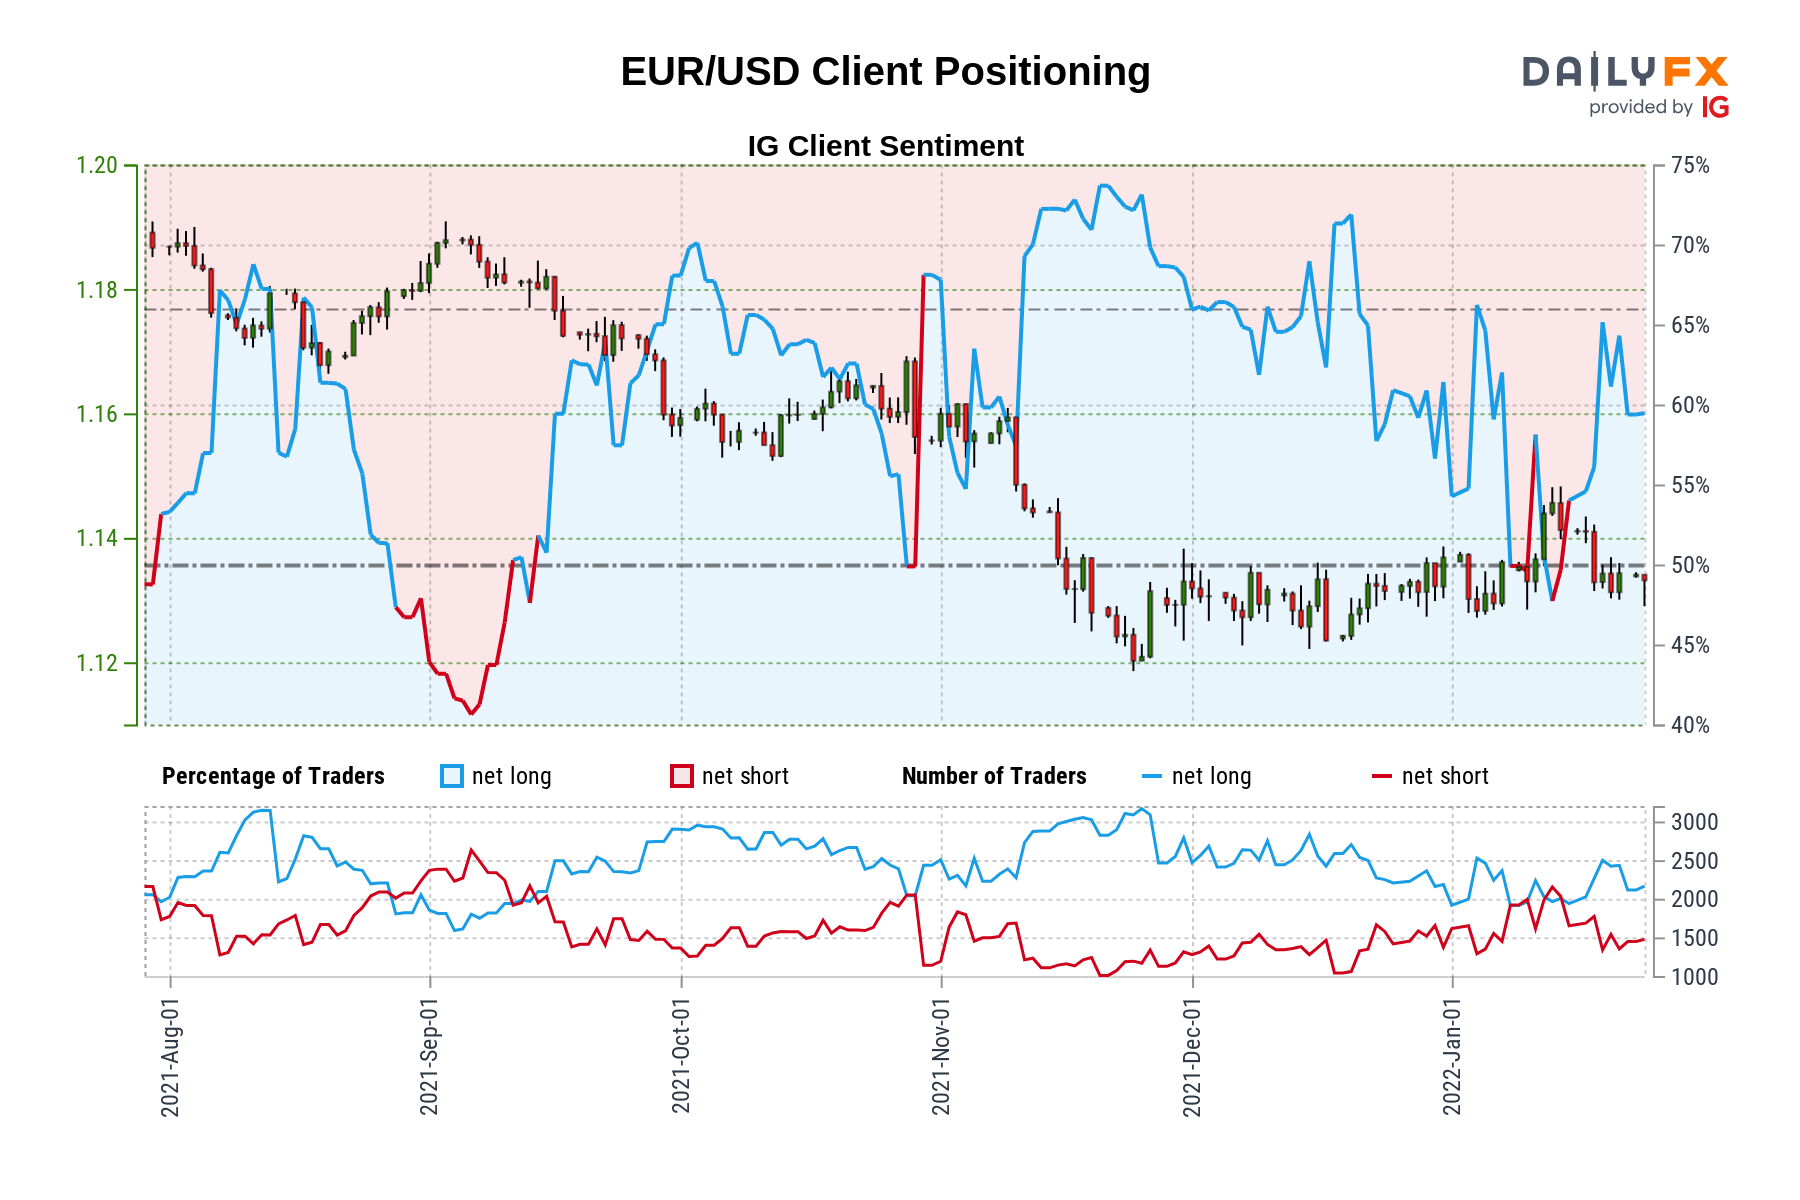 EUR/USD Client Positioning
DAILYFX
provided by IG
IG Client Sentiment
1.20
1.18
1.16
1.14
1.12
75%
70%
65%
60%
55%
50%
45%
40%
Percentage of Traders net long net short Number of Traders net long net short
3000
2500
2000
1500
1000
2021-Aug-01
2021-Sep-01
2021-Oct-01
2021-Nov-01
2021-Dec-01
2022-Jan-01